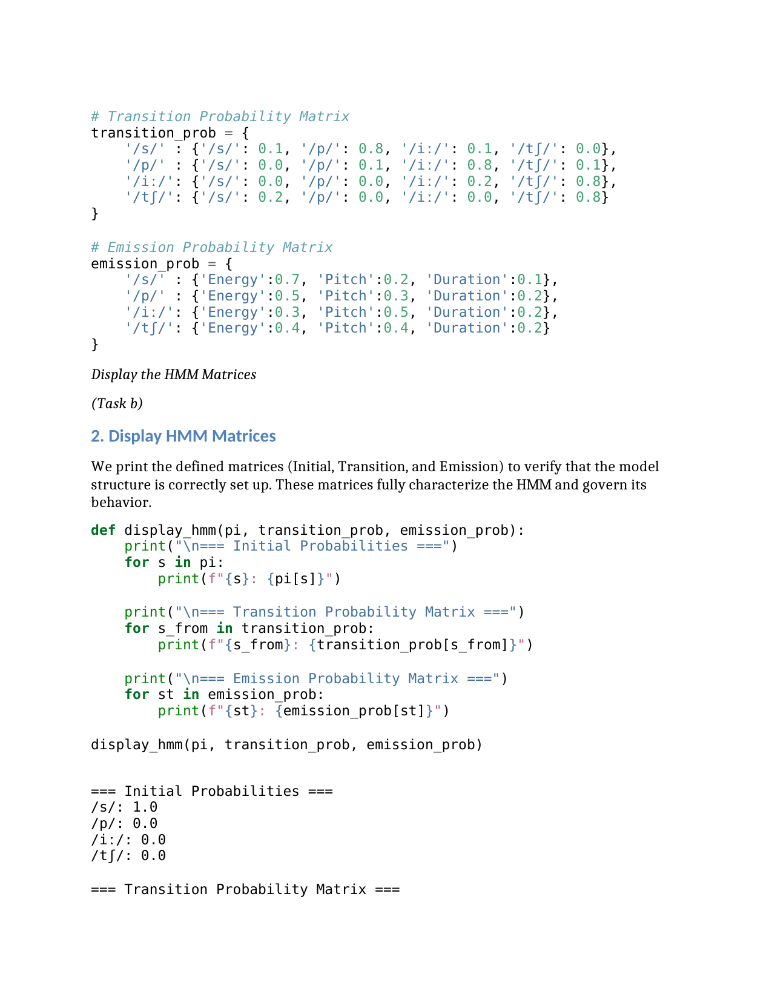 # Transition Probability Matrix
transition_prob = {
    '/s/' : {'/s/': 0.1, '/p/': 0.8, '/iː/': 0.1, '/tʃ/': 0.0},
    '/p/' : {'/s/': 0.0, '/p/': 0.1, '/iː/': 0.8, '/tʃ/': 0.1},
    '/iː/': {'/s/': 0.0, '/p/': 0.0, '/iː/': 0.2, '/tʃ/': 0.8},
    '/tʃ/': {'/s/': 0.2, '/p/': 0.0, '/iː/': 0.0, '/tʃ/': 0.8}
}

# Emission Probability Matrix
emission_prob = {
    '/s/' : {'Energy':0.7, 'Pitch':0.2, 'Duration':0.1},
    '/p/' : {'Energy':0.5, 'Pitch':0.3, 'Duration':0.2},
    '/iː/': {'Energy':0.3, 'Pitch':0.5, 'Duration':0.2},
    '/tʃ/': {'Energy':0.4, 'Pitch':0.4, 'Duration':0.2}
}
Display the HMM Matrices
(Task b)
2. Display HMM Matrices
We print the defined matrices (Initial, Transition, and Emission) to verify that the model
structure is correctly set up. These matrices fully characterize the HMM and govern its
behavior.
def display_hmm(pi, transition_prob, emission_prob):
    print("\n=== Initial Probabilities ===")
    for s in pi:
        print(f"{s}: {pi[s]}")

    print("\n=== Transition Probability Matrix ===")
    for s_from in transition_prob:
        print(f"{s_from}: {transition_prob[s_from]}")

    print("\n=== Emission Probability Matrix ===")
    for st in emission_prob:
        print(f"{st}: {emission_prob[st]}")

display_hmm(pi, transition_prob, emission_prob)

=== Initial Probabilities ===
/s/: 1.0
/p/: 0.0
/iː/: 0.0
/tʃ/: 0.0

=== Transition Probability Matrix ===